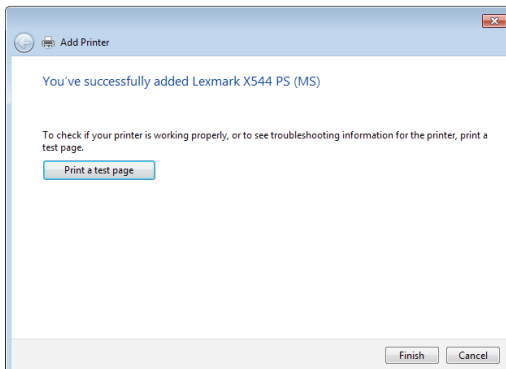 Add Printer
You've successfully added Lexmark X544 PS (MS)
To check if your printer is working properly, or to see troubleshooting information for the printer, print a
test page.
Print a test page
Finish Cancel